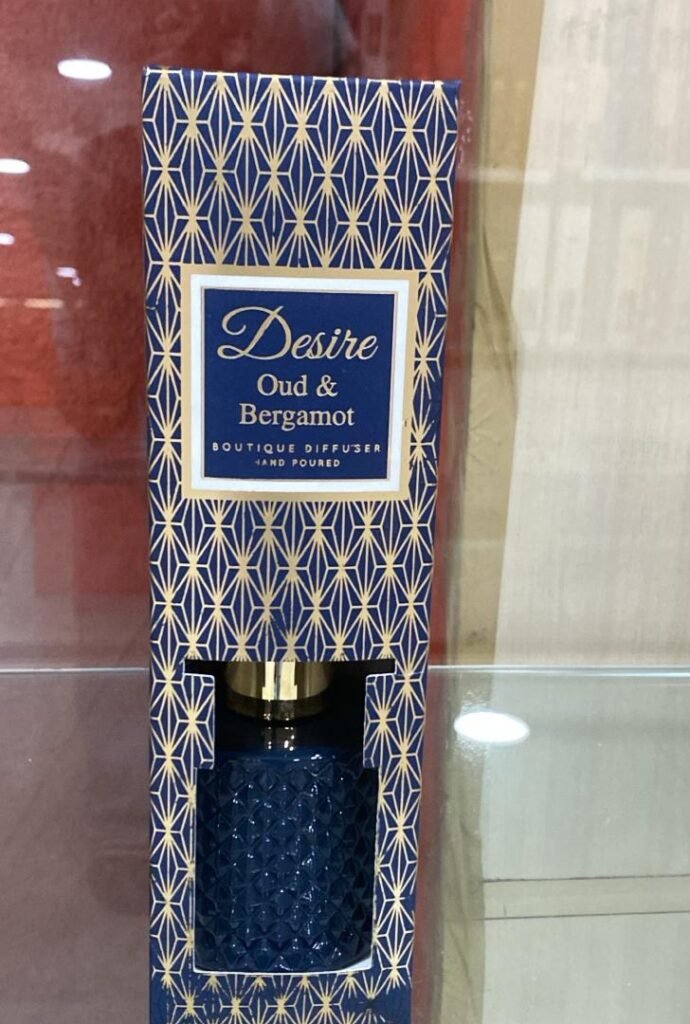 Desire
Oud &
Bergamot
BOUTIQUE DIFFUSER
HAND POURED